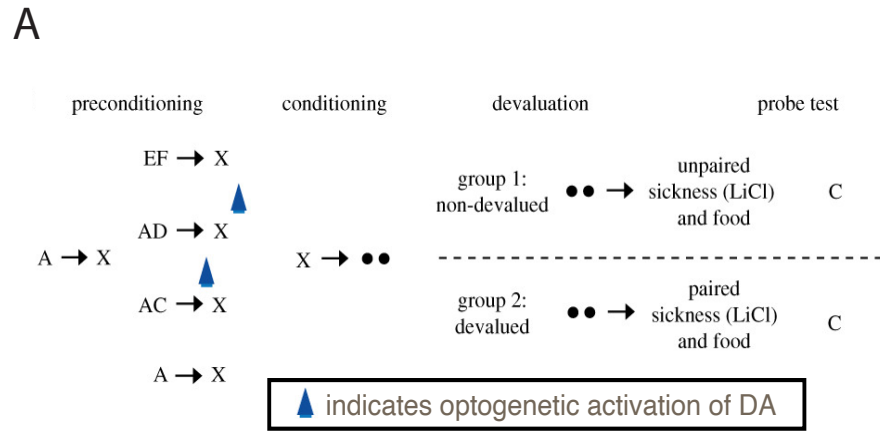 A
preconditioning conditioning devaluation probe test
EF → X
AD → X
A → X
AC → X
A → X
X → ●●
group 1:
non-devalued
●● →
unpaired
sickness (LiCl)
and food
C
group 2:
devalued
●● →
paired
sickness (LiCl)
and food
C
indicates optogenetic activation of DA